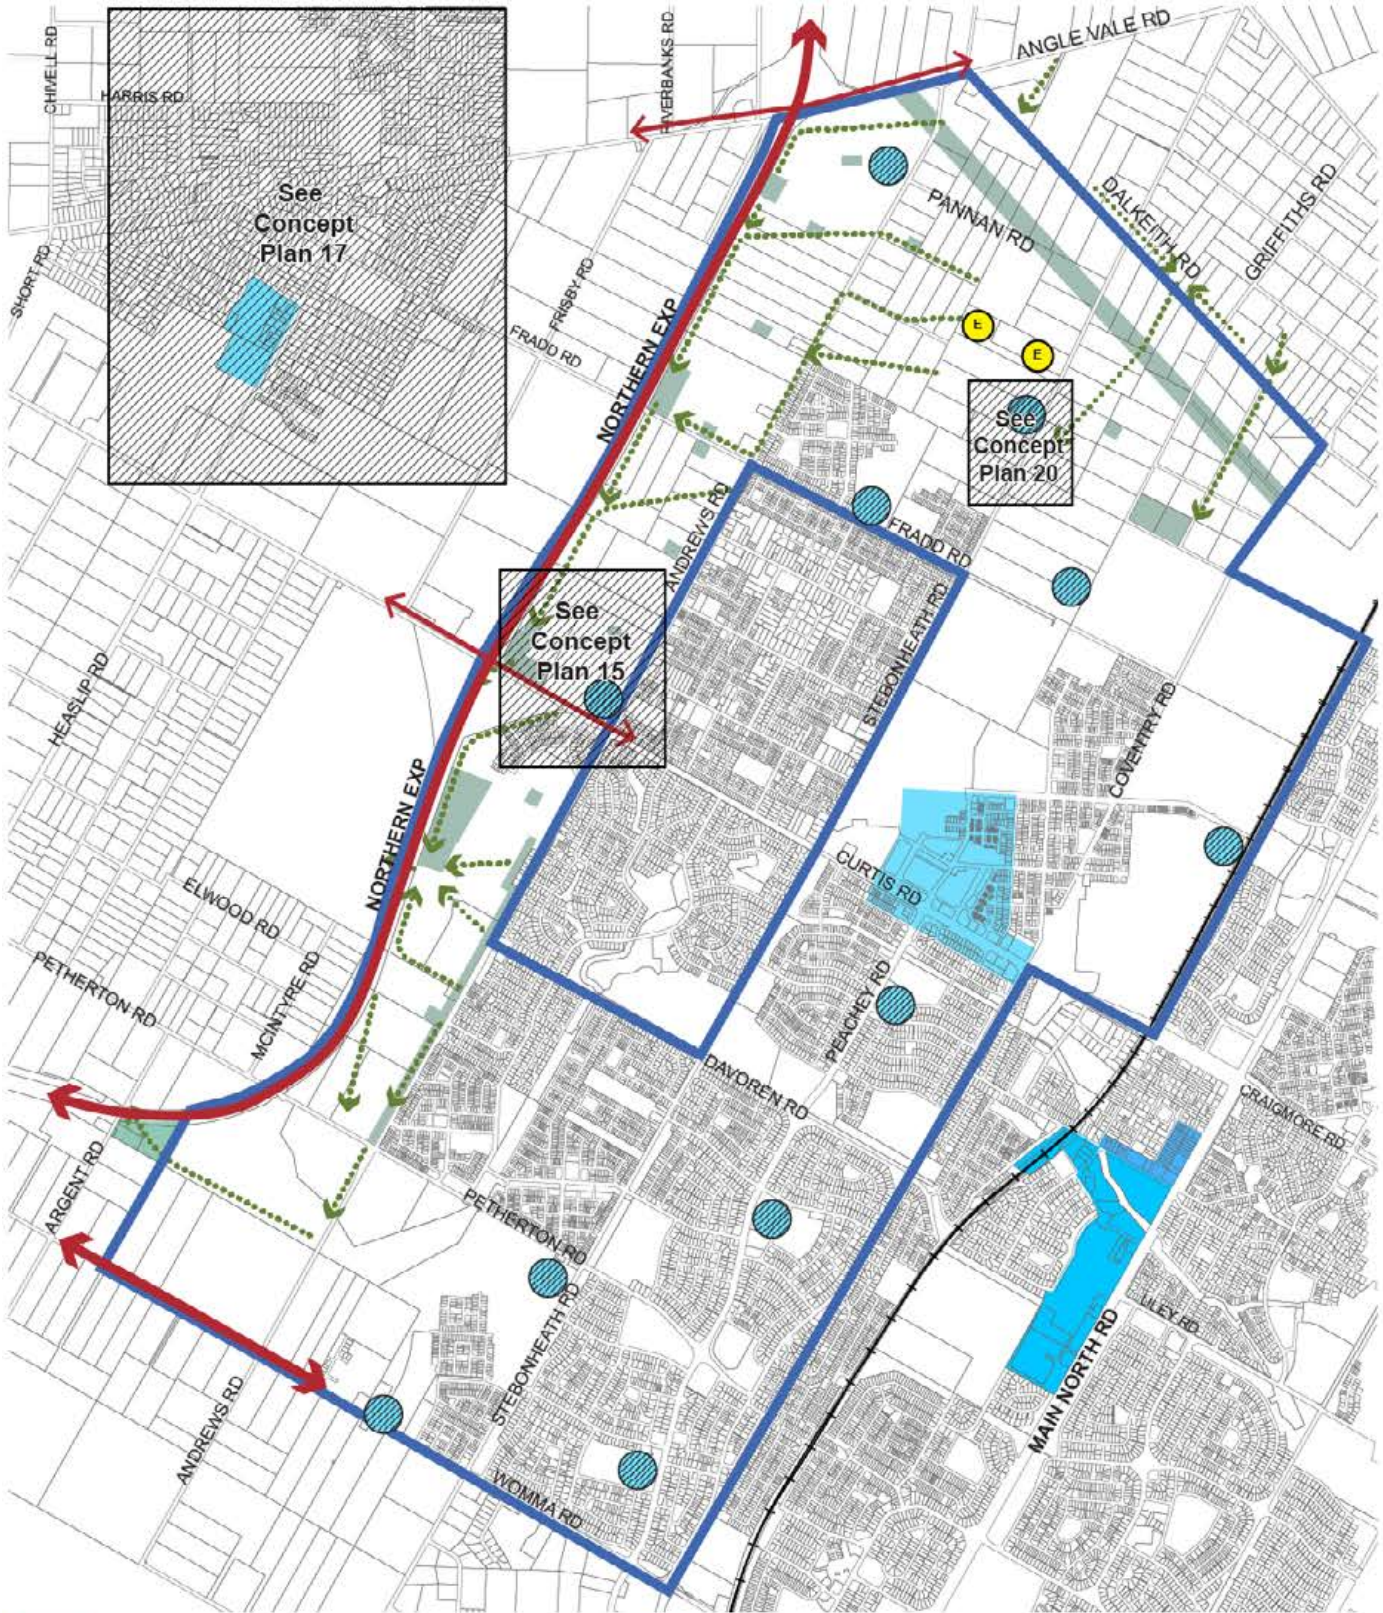 ANGLE VALE RD
CHIVELL RD
RIVERBANKS RD
HARRIS RD
See
Concept
Plan 17
DALKEITH RD
GRIFFITHS RD
PANNAN RD
SHORT RD
FRISBY RD
FRADD RD
NORTHERN EXP
E
E
See
Concept
Plan 20
ANDREWS RD
FRADD RD
See
Concept
Plan 15
STEBONHEATH RD
HEASLIP RD
COVENTRY RD
NORTHERN EXP
CURTIS RD
ELWOOD RD
PETHERTON RD
MCINTYRE RD
PEACHEY RD
DAVOREN RD
CRAIGMORE RD
ARGENT RD
PETHERTON RD
ULEY RD
STEBONHEATH RD
MAIN NORTH RD
ANDREWS RD
WOMMA RD